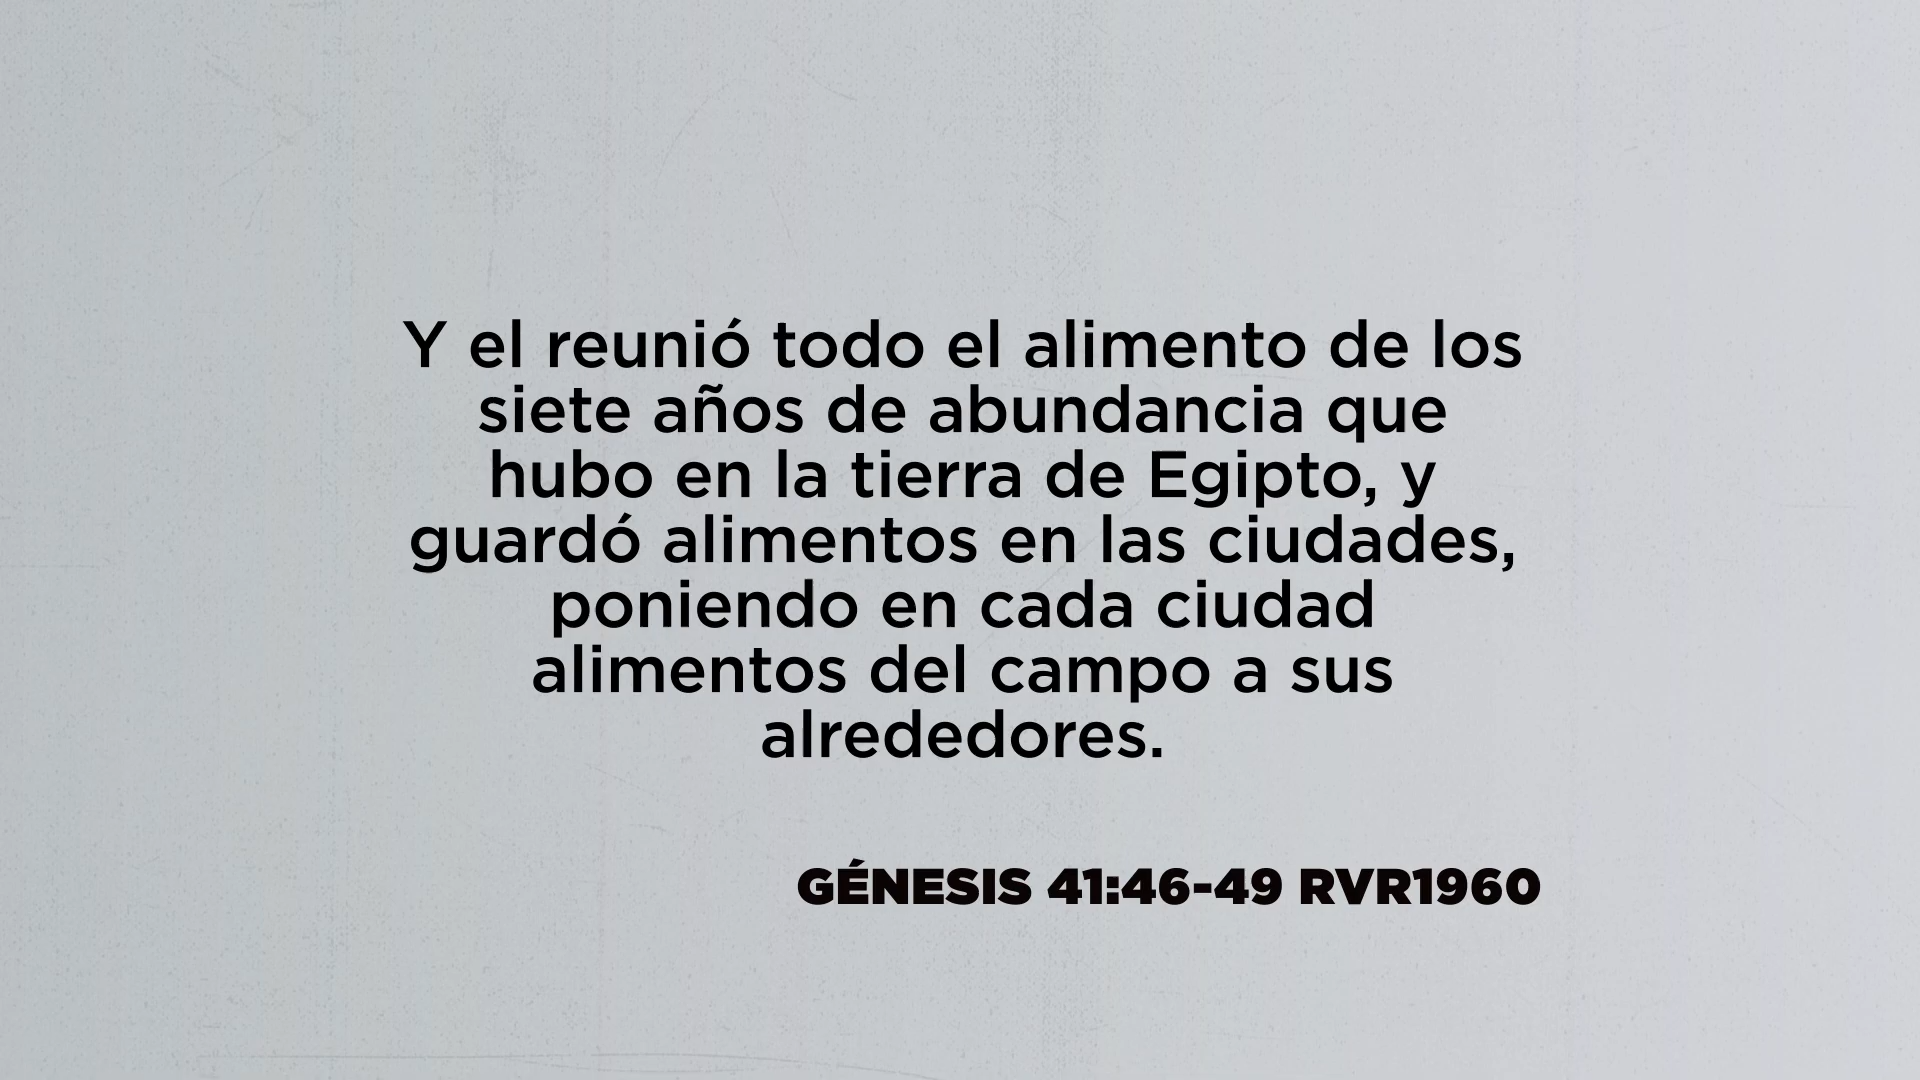 Y el reunió todo el alimento de los
siete años de abundancia que
hubo en la tierra de Egipto, y
guardó alimentos en las ciudades,
poniendo en cada ciudad
alimentos del campo a sus
alrededores.
GÉNESIS 41:46-49 RVR1960